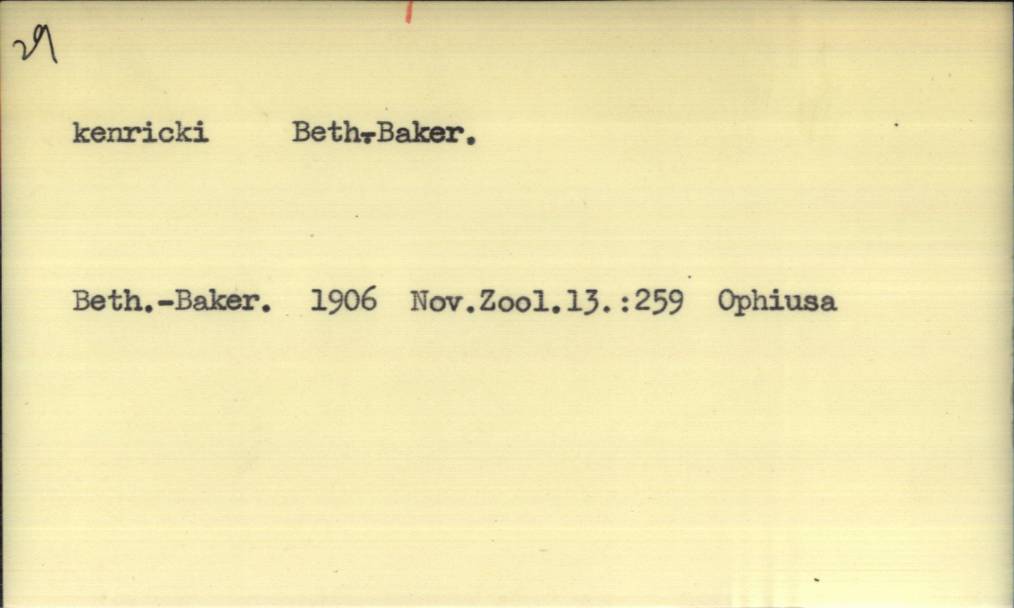 29
kenricki Beth.-Baker.
Beth.-Baker. 1906 Nov.Zool.13.:259 Ophiusa